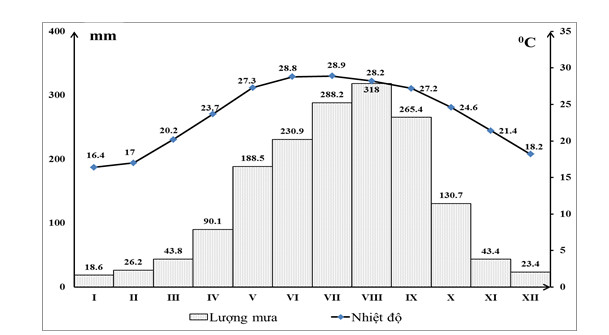 mm
⁰C
400
35
30
300
25
200
20
15
100
10
5
0
0
16.4 17 20.2 23.7 27.3 28.8 28.9 28.2 27.2 24.6 21.4 18.2
18.6 26.2 43.8 90.1 188.5 230.9 288.2 318 265.4 130.7 43.4 23.4
I II III IV V VI VII VIII IX X XI XII
Lượng mưa Nhiệt độ